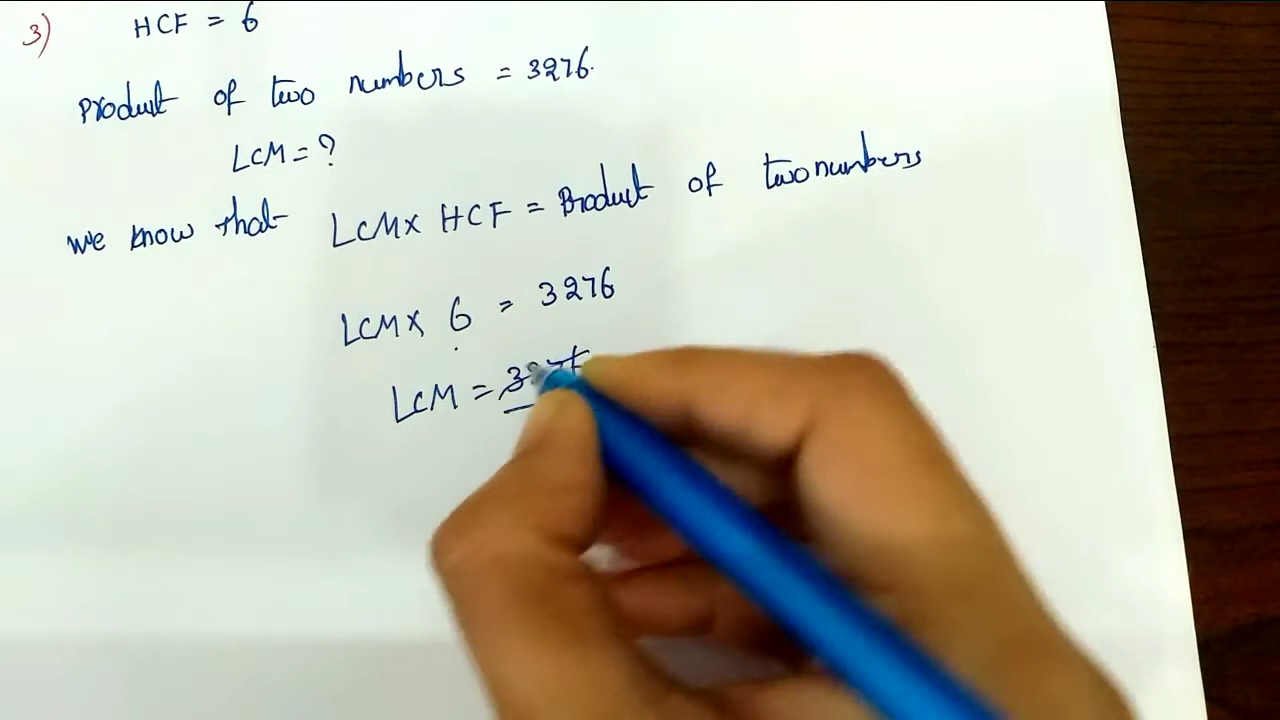 3) HCF = 6
Product of two numbers = 3276.
LCM = ?
We know that LCM x HCF = Product of two numbers
LCM x 6 = 3276
LCM =